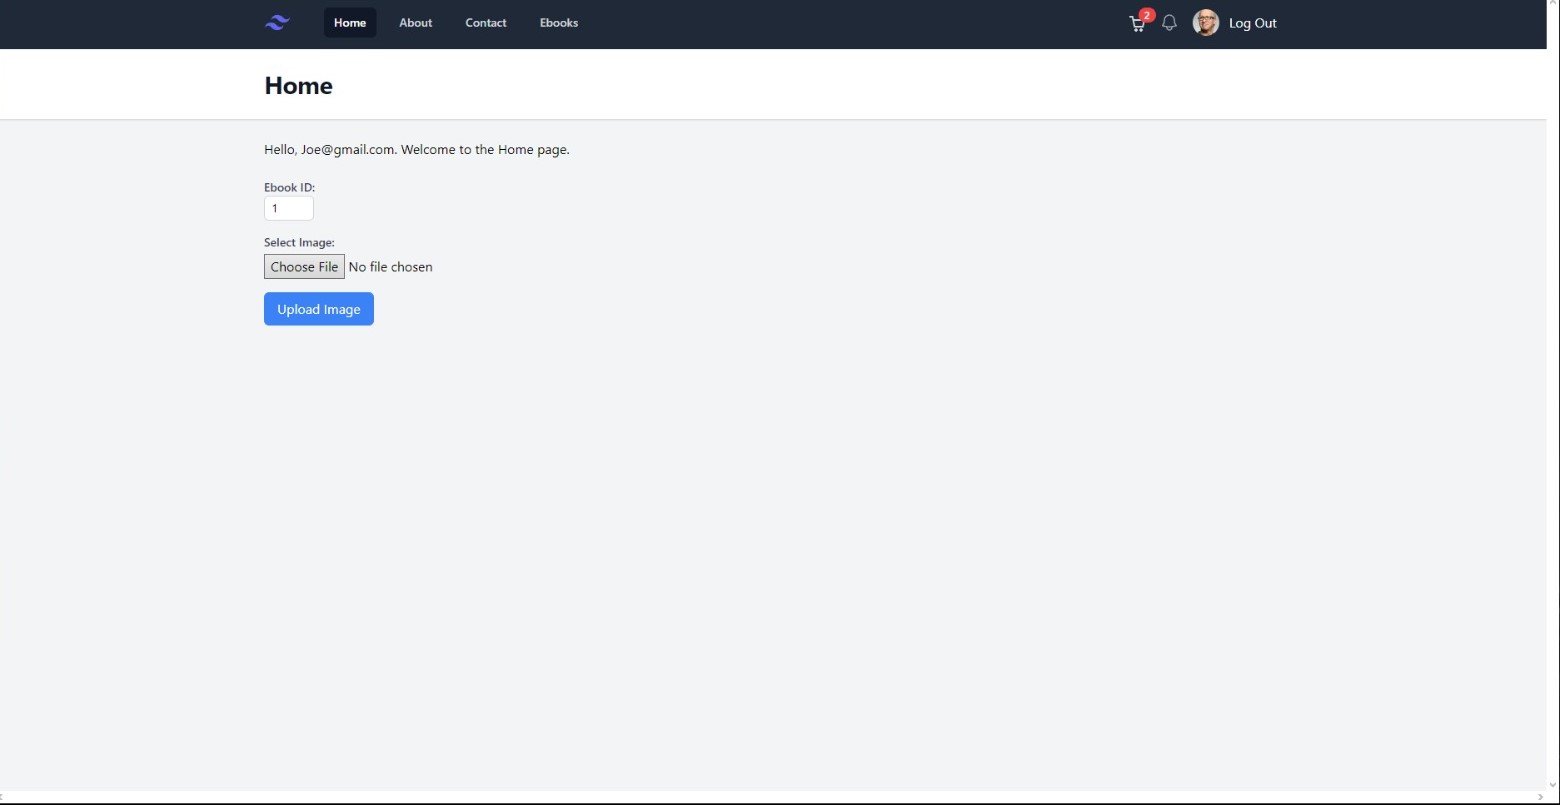 Home About Contact Ebooks 2 Log Out
Home
Hello, Joe@gmail.com. Welcome to the Home page.
Ebook ID:
1
Select Image:
Choose File No file chosen
Upload Image